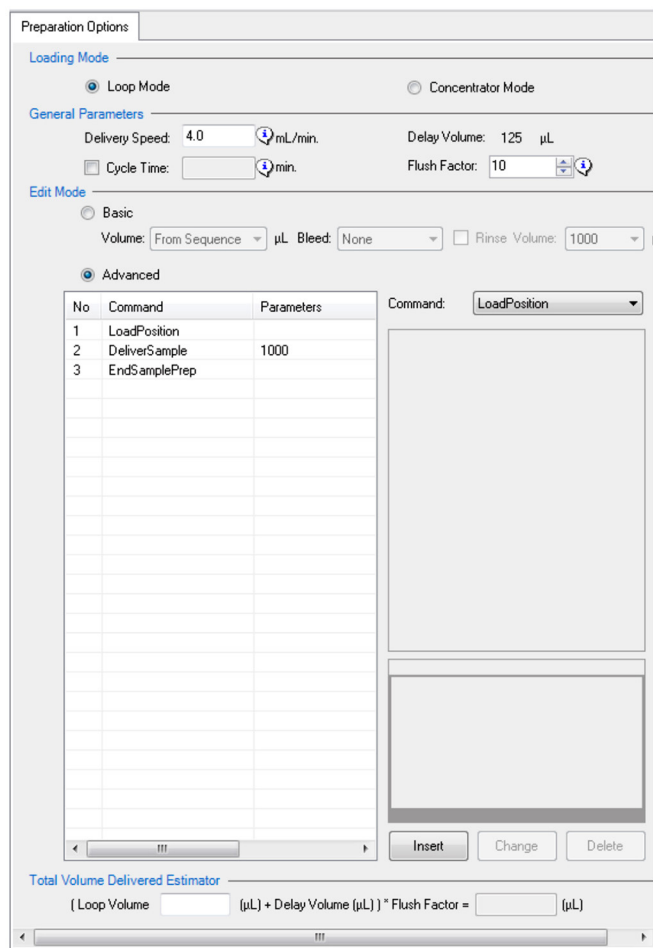 Preparation Options
Loading Mode
Loop Mode Concentrator Mode
General Parameters
Delivery Speed: 4.0 mL/min. Delay Volume: 125 µL
Cycle Time: min. Flush Factor: 10
Edit Mode
Basic
Volume: From Sequence µL Bleed: None Rinse Volume: 1000
Advanced
No Command Parameters Command: LoadPosition
1 LoadPosition
2 DeliverSample 1000
3 EndSamplePrep
Insert Change Delete
Total Volume Delivered Estimator
( Loop Volume (µL) + Delay Volume (µL) ) * Flush Factor = (µL)